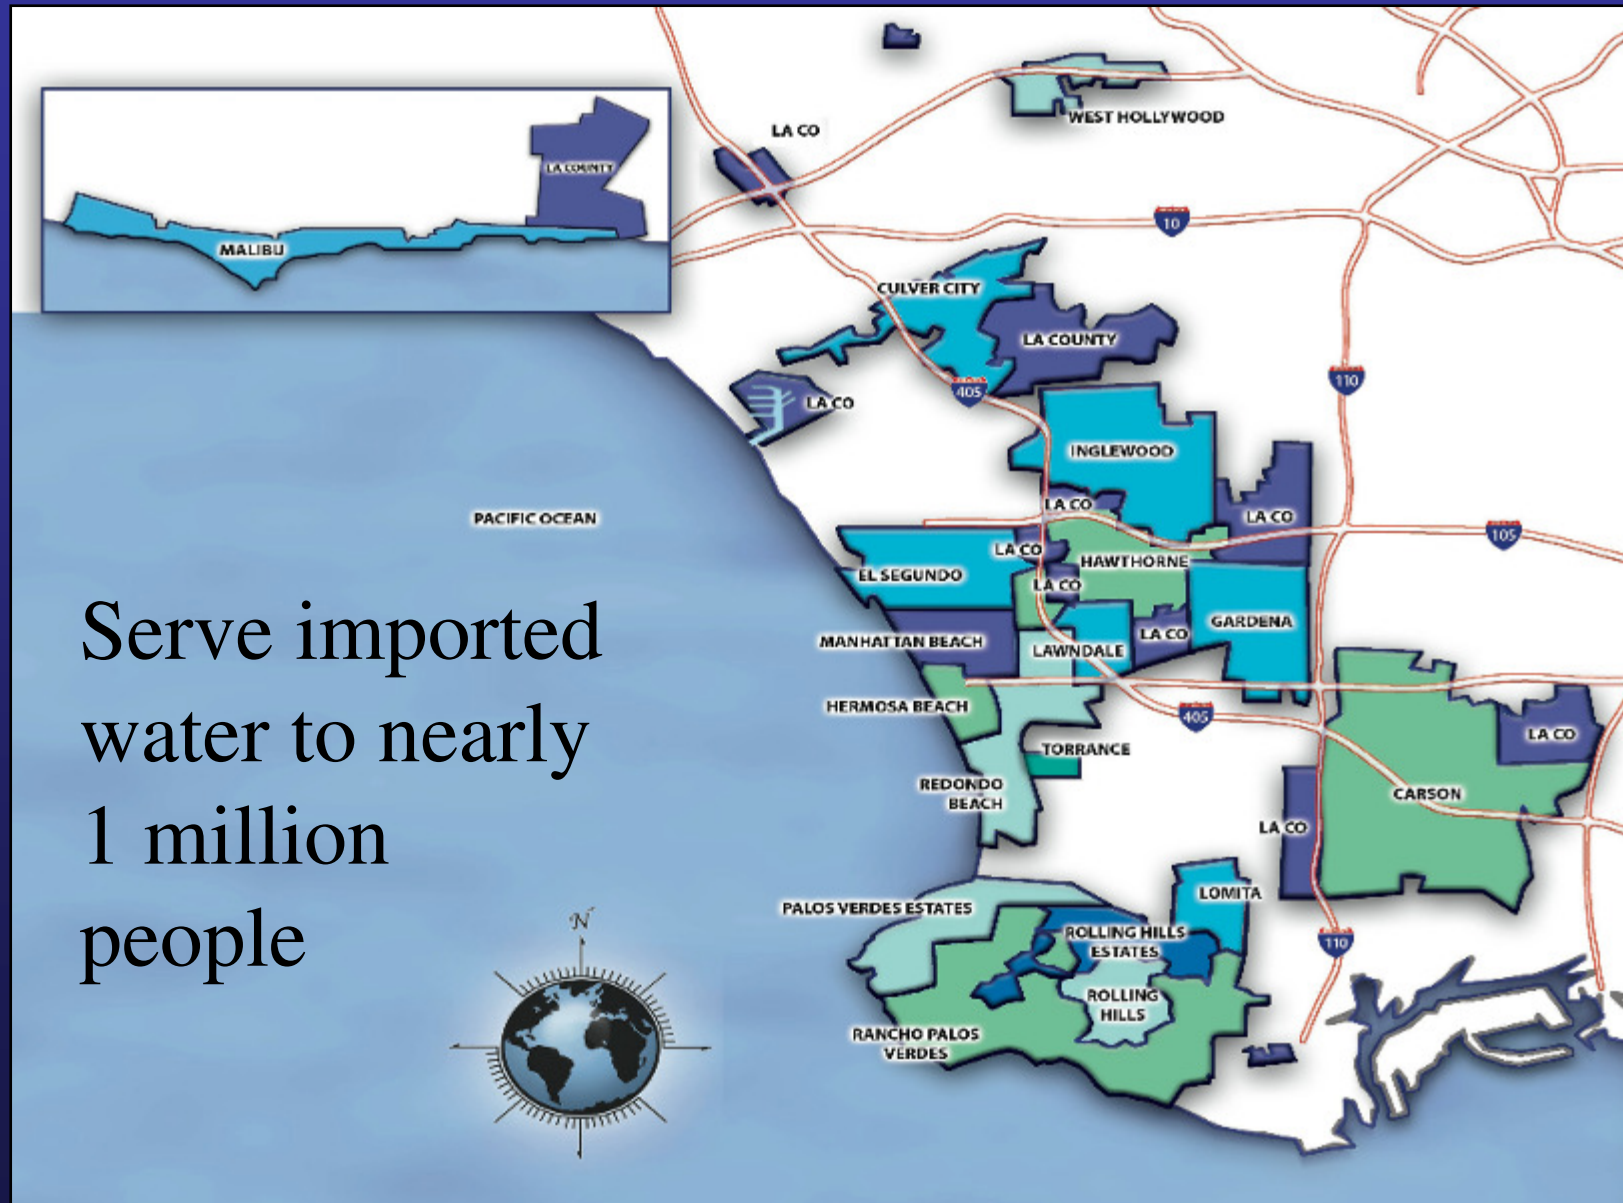 LA COUNTY
MALIBU
LA CO
WEST HOLLYWOOD
10
CULVER CITY
LA COUNTY
110
405
LA CO
INGLEWOOD
PACIFIC OCEAN
LA CO
LA CO
105
LA CO
HAWTHORNE
EL SEGUNDO
LA CO
GARDENA
MANHATTAN BEACH
LAWNDALE
LA CO
HERMOSA BEACH
405
LA CO
TORRANCE
REDONDO
BEACH
CARSON
LA CO
Serve imported
water to nearly
1 million
people
LOMITA
PALOS VERDES ESTATES
ROLLING HILLS
ESTATES
110
ROLLING
HILLS
RANCHO PALOS
VERDES
N